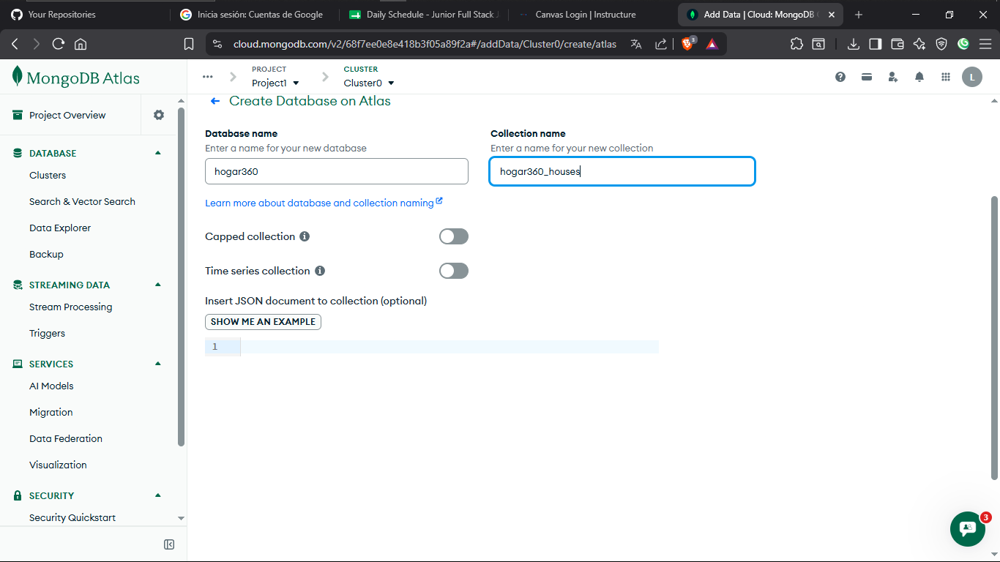 Your Repositories
Inicia sesión: Cuentas de Google
Daily Schedule - Junior Full Stack
Canvas Login | Instructure
Add Data | Cloud: MongoDB
cloud.mongodb.com/v2/68f7ee0e8e418b3f05a89f2a#/addData/Cluster0/create/atlas
3
MongoDB Atlas
PROJECT
Project1
CLUSTER
Cluster0
L
Project Overview
DATABASE
Clusters
Search & Vector Search
Data Explorer
Backup
STREAMING DATA
Stream Processing
Triggers
SERVICES
AI Models
Migration
Data Federation
Visualization
SECURITY
Security Quickstart
Create Database on Atlas
Database name
Enter a name for your new database
hogar360
Collection name
Enter a name for your new collection
hogar360_houses
Learn more about database and collection naming
Capped collection
Time series collection
Insert JSON document to collection (optional)
SHOW ME AN EXAMPLE
1
3